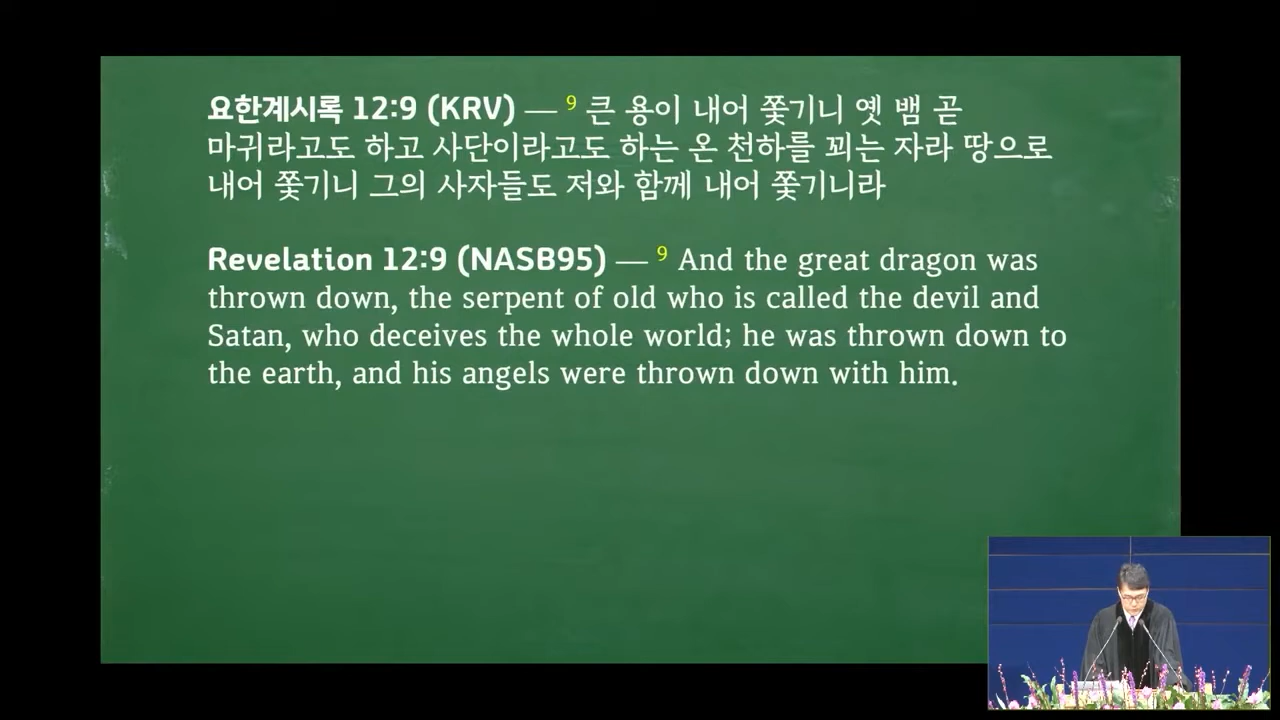 요한계시록 12:9 (KRV) — 9 큰 용이 내어 쫓기니 옛 뱀 곧
마귀라고도 하고 사단이라고도 하는 온 천하를 꾀는 자라 땅으로
내어 쫓기니 그의 사자들도 저와 함께 내어 쫓기니라
Revelation 12:9 (NASB95) — 9 And the great dragon was
thrown down, the serpent of old who is called the devil and
Satan, who deceives the whole world; he was thrown down to
the earth, and his angels were thrown down with him.